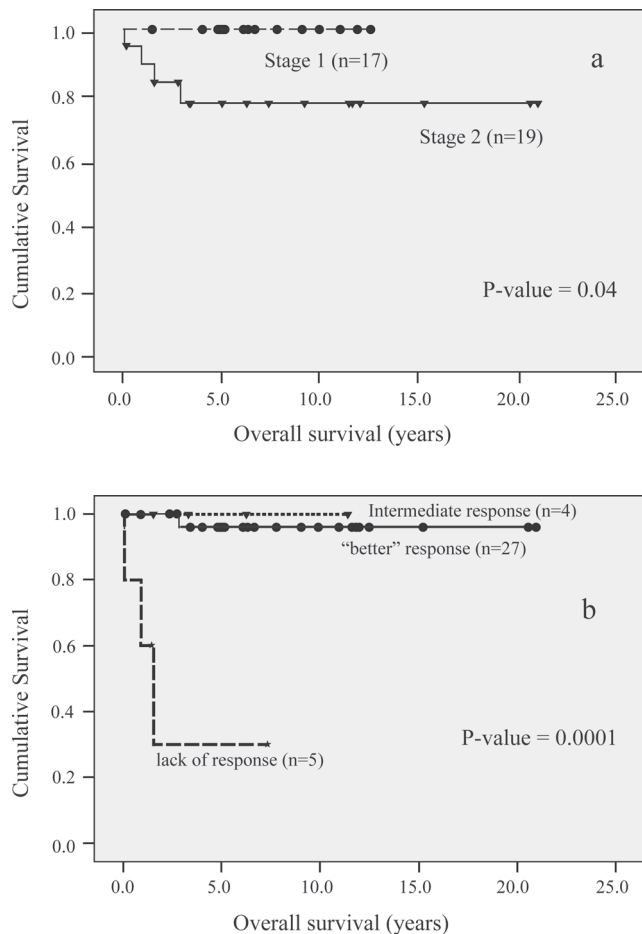 1.0
0.8
0.6
0.4
0.2
0.0
Cumulative Survival
Stage 1 (n=17)
a
Stage 2 (n=19)
P-value = 0.04
0.0 5.0 10.0 15.0 20.0 25.0
Overall survival (years)
1.0
0.8
0.6
0.4
0.2
0.0
Cumulative Survival
Intermediate response (n=4)
“better” response (n=27)
b
P-value = 0.0001
lack of response (n=5)
0.0 5.0 10.0 15.0 20.0 25.0
Overall survival (years)